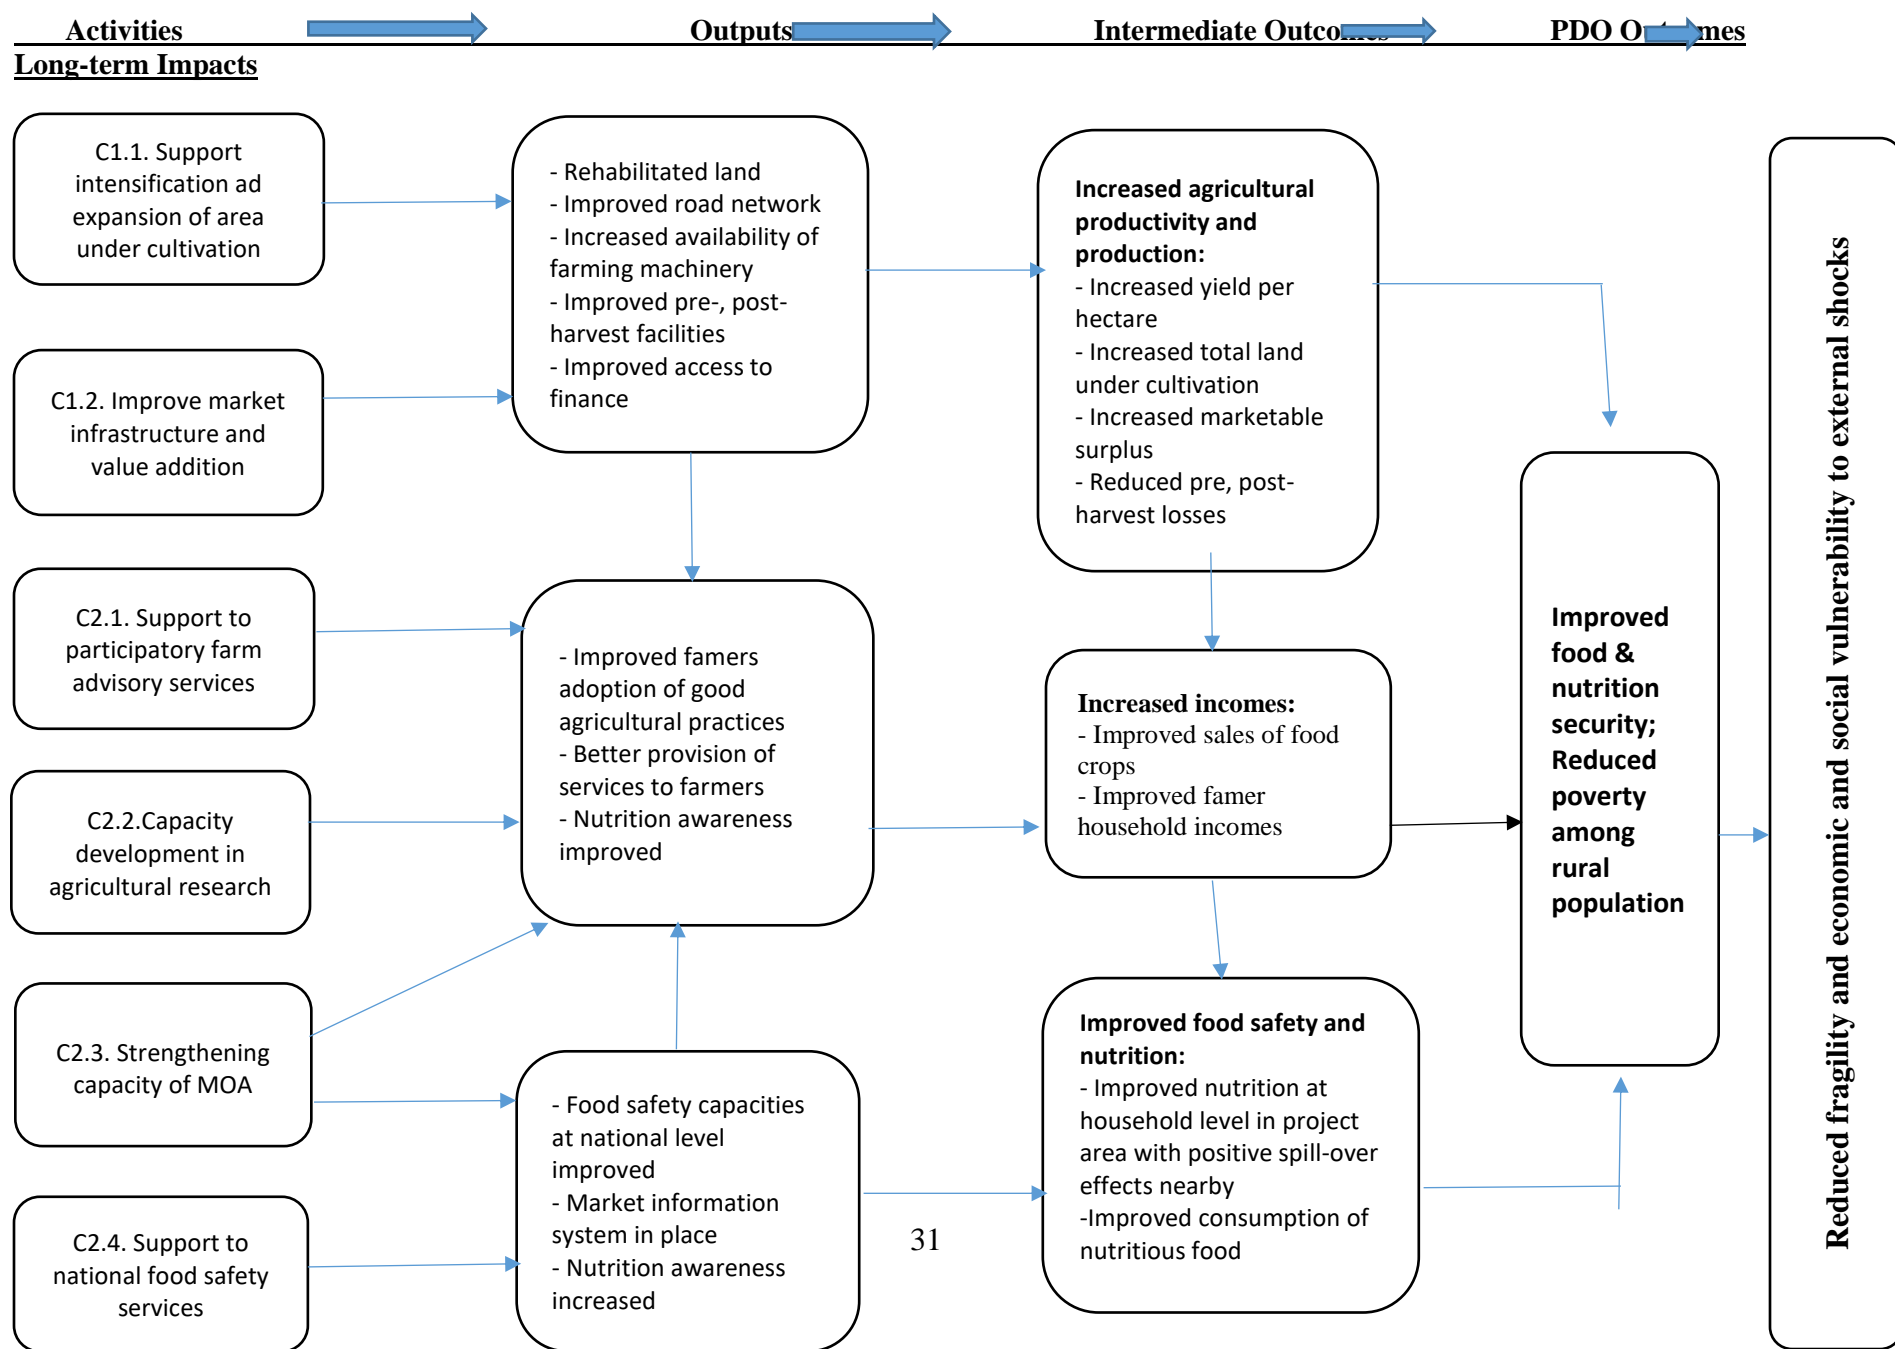 Activities Outputs Intermediate Outcomes PDO Outcomes
Long-term Impacts
C1.1. Support
intensification ad
expansion of area
under cultivation
C1.2. Improve market
infrastructure and
value addition
C2.1. Support to
participatory farm
advisory services
C2.2.Capacity
development in
agricultural research
C2.3. Strengthening
capacity of MOA
C2.4. Support to
national food safety
services
- Rehabilitated land
- Improved road network
- Increased availability of
farming machinery
- Improved pre-, post-
harvest facilities
- Improved access to
finance
- Improved famers
adoption of good
agricultural practices
- Better provision of
services to farmers
- Nutrition awareness
improved
- Food safety capacities
at national level
improved
- Market information
system in place
- Nutrition awareness
increased
Increased agricultural
productivity and
production:
- Increased yield per
hectare
- Increased total land
under cultivation
- Increased marketable
surplus
- Reduced pre, post-
harvest losses
Increased incomes:
- Improved sales of food
crops
- Improved famer
household incomes
Improved food safety and
nutrition:
- Improved nutrition at
household level in project
area with positive spill-over
effects nearby
-Improved consumption of
nutritious food
Improved
food &
nutrition
security;
Reduced
poverty
among
rural
population
Reduced fragility and economic and social vulnerability to external shocks
31